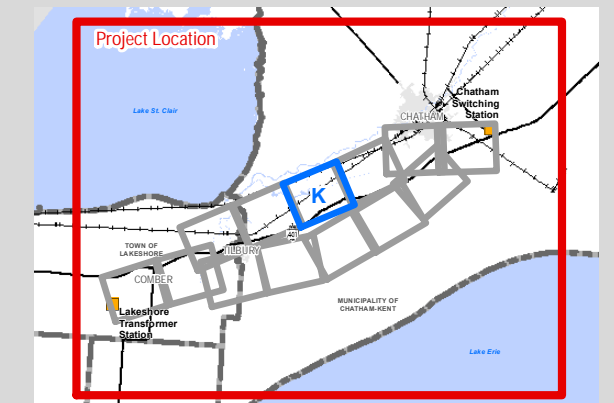 Project Location
Lake St. Clair
Chatham
Switching
Station
CHATHAM
K
401
TOWN OF
LAKESHORE
TILBURY
COMBER
Lakeshore
Transformer
Station
MUNICIPALITY OF
CHATHAM-KENT
Lake Erie